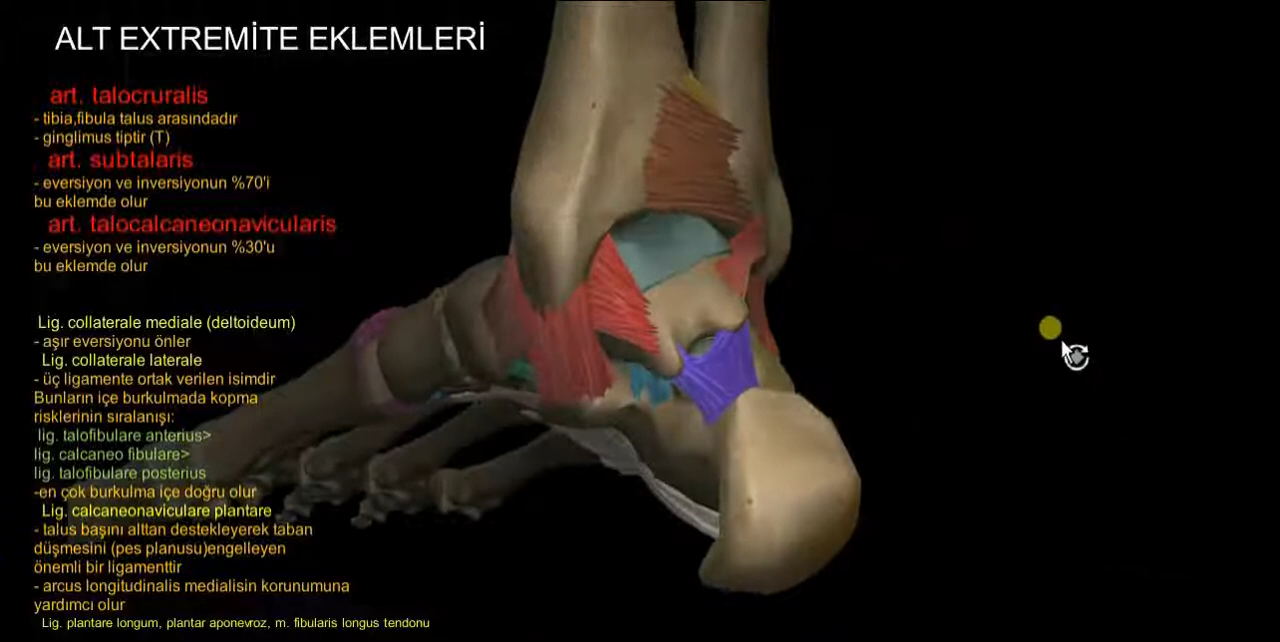 ALT EXTREMİTE EKLEMLERİ
art. talocruralis
- tibia,fibula talus arasındadır
- ginglimus tiptir (T)
art. subtalaris
- eversiyon ve inversiyonun %70'i
bu eklemde olur
art. talocalcaneonavicularis
- eversiyon ve inversiyonun %30'u
bu eklemde olur
Lig. collaterale mediale (deltoideum)
- aşır eversiyonu önler
Lig. collaterale laterale
- üç ligamente ortak verilen isimdir
Bunların içe burkulmada kopma
risklerinin sıralanışı:
lig. talofibulare anterius>
lig. calcaneo fibulare>
lig. talofibulare posterius
-en çok burkulma içe doğru olur
Lig. calcaneonaviculare plantare
- talus başını alttan destekleyerek taban
düşmesini (pes planusu)engelleyen
önemli bir ligamenttir
- arcus longitudinalis medialisin korunumuna
yardımcı olur
Lig. plantare longum, plantar aponevroz, m. fibularis longus tendonu